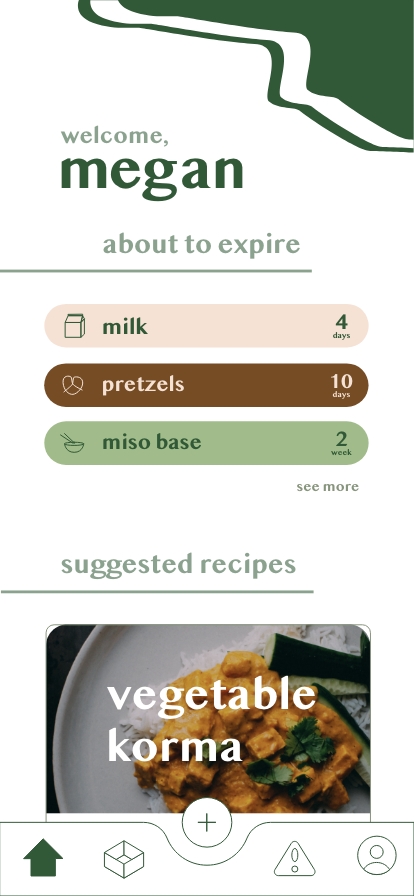 welcome,
megan
about to expire
milk
4
days
pretzels
10
days
miso base
2
week
see more
suggested recipes
vegetable
korma